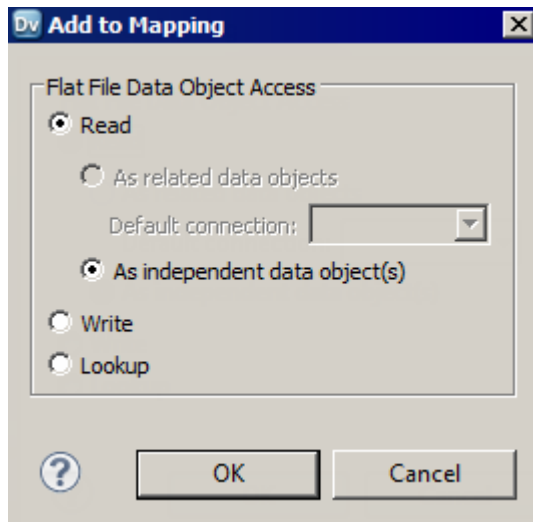 Dv Add to Mapping
Flat File Data Object Access
Read
As related data objects
Default connection:
As independent data object(s)
Write
Lookup
?
OK Cancel